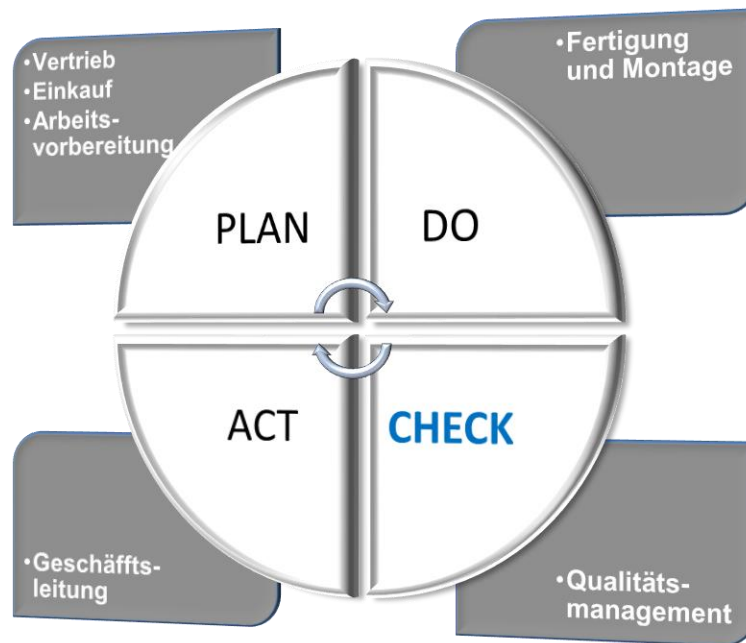 •Vertrieb
•Einkauf
•Arbeits-
vorbereitung
•Fertigung
und Montage
PLAN
DO
ACT
CHECK
•Geschäffts-
leitung
•Qualitäts-
management